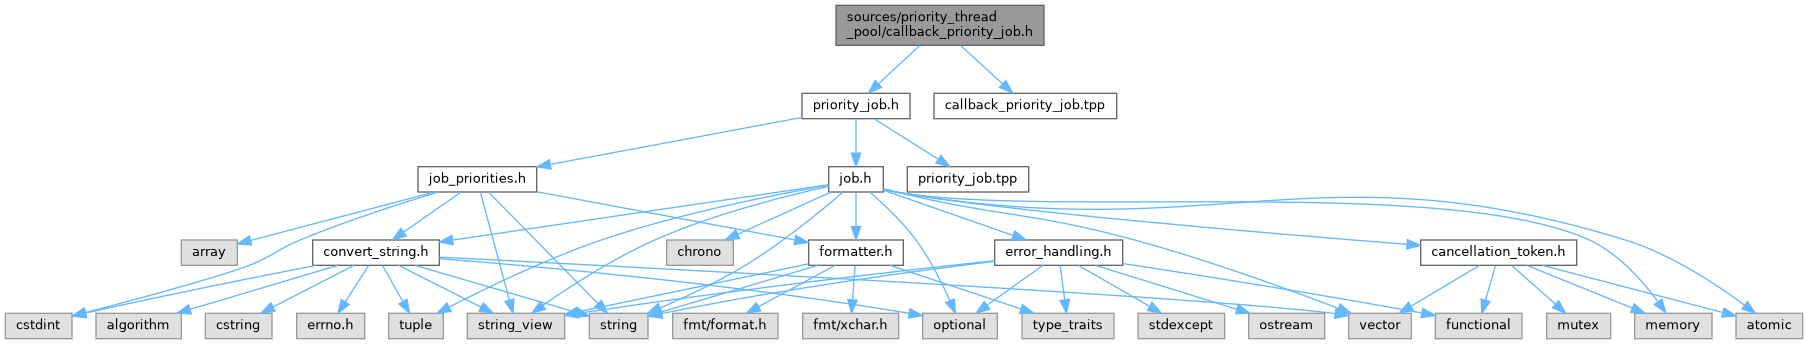 sources/priority_thread
_pool/callback_priority_job.h
priority_job.h
callback_priority_job.tpp
job_priorities.h
job.h
priority_job.tpp
array
convert_string.h
chrono
formatter.h
error_handling.h
cancellation_token.h
cstdint
algorithm
cstring
errno.h
tuple
string_view
string
fmt/format.h
fmt/xchar.h
optional
type_traits
stdexcept
ostream
vector
functional
mutex
memory
atomic